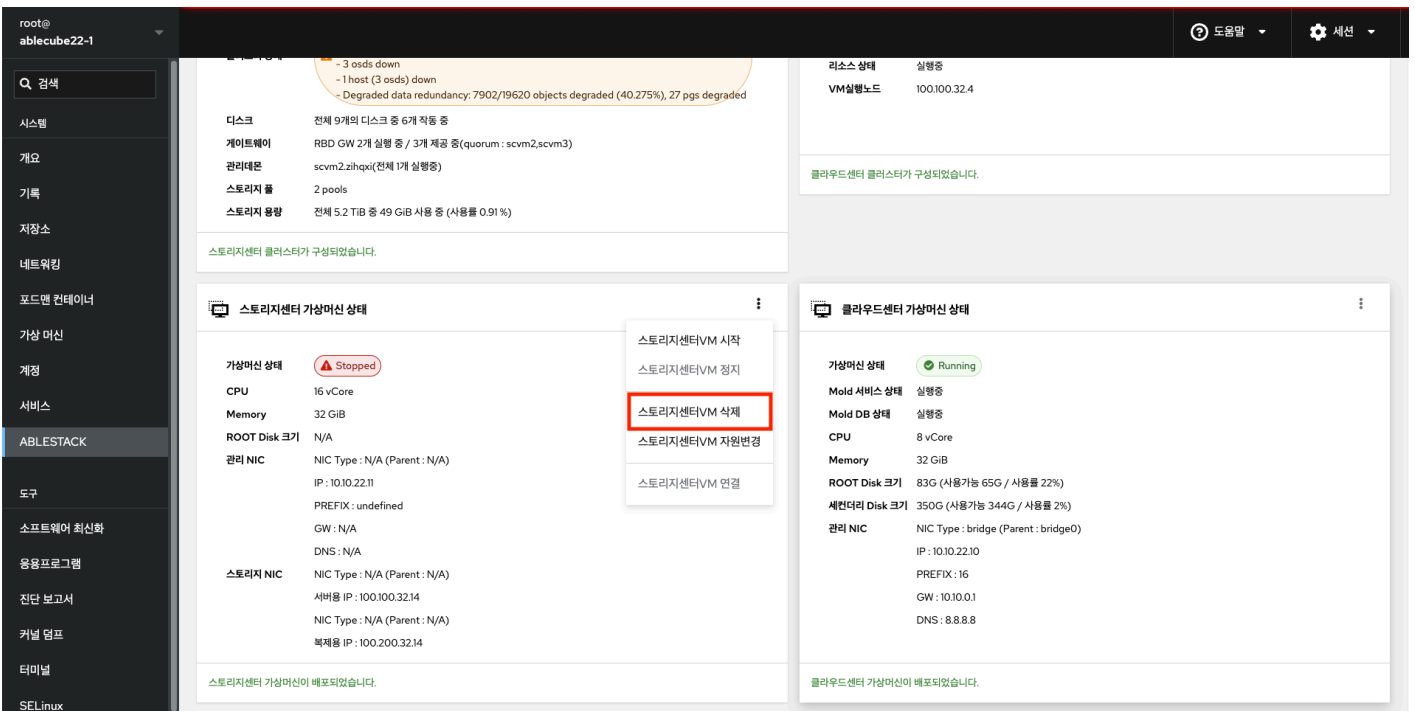 root@
ablecube22-1
도움말
세션
검색
시스템
개요
기록
저장소
네트워킹
포드맨 컨테이너
가상 머신
계정
서비스
ABLESTACK
도구
소프트웨어 최신화
응용프로그램
진단 보고서
커널 덤프
터미널
SELinux
- 3 osds down
- 1 host (3 osds) down
- Degraded data redundancy: 7902/19620 objects degraded (40.275%), 27 pgs degraded
디스크 전체 9개의 디스크 중 6개 작동 중
게이트웨이 RBD GW 2개 실행 중 / 3개 제공 중(quorum : scvm2,scvm3)
관리데몬 scvm2.zihqxi(전체 1개 실행중)
스토리지 풀 2 pools
스토리지 용량 전체 5.2 TiB 중 49 GiB 사용 중 (사용률 0.91 %)
스토리지센터 클러스터가 구성되었습니다.
리소스 상태 실행중
VM실행노드 100.100.32.4
클라우드센터 클러스터가 구성되었습니다.
스토리지센터 가상머신 상태
스토리지센터VM 시작
스토리지센터VM 정지
스토리지센터VM 삭제
스토리지센터VM 자원변경
스토리지센터VM 연결
가상머신 상태 Stopped
CPU 16 vCore
Memory 32 GiB
ROOT Disk 크기 N/A
관리 NIC NIC Type : N/A (Parent : N/A)
IP : 10.10.22.11
PREFIX : undefined
GW : N/A
DNS : N/A
스토리지 NIC NIC Type : N/A (Parent : N/A)
서버용 IP : 100.100.32.14
NIC Type : N/A (Parent : N/A)
복제용 IP : 100.200.32.14
스토리지센터 가상머신이 배포되었습니다.
클라우드센터 가상머신 상태
가상머신 상태 Running
Mold 서비스 상태 실행중
Mold DB 상태 실행중
CPU 8 vCore
Memory 32 GiB
ROOT Disk 크기 83G (사용가능 65G / 사용률 22%)
세컨더리 Disk 크기 350G (사용가능 344G / 사용률 2%)
관리 NIC NIC Type : bridge (Parent : bridge0)
IP : 10.10.22.10
PREFIX : 16
GW : 10.10.0.1
DNS : 8.8.8.8
클라우드센터 가상머신이 배포되었습니다.